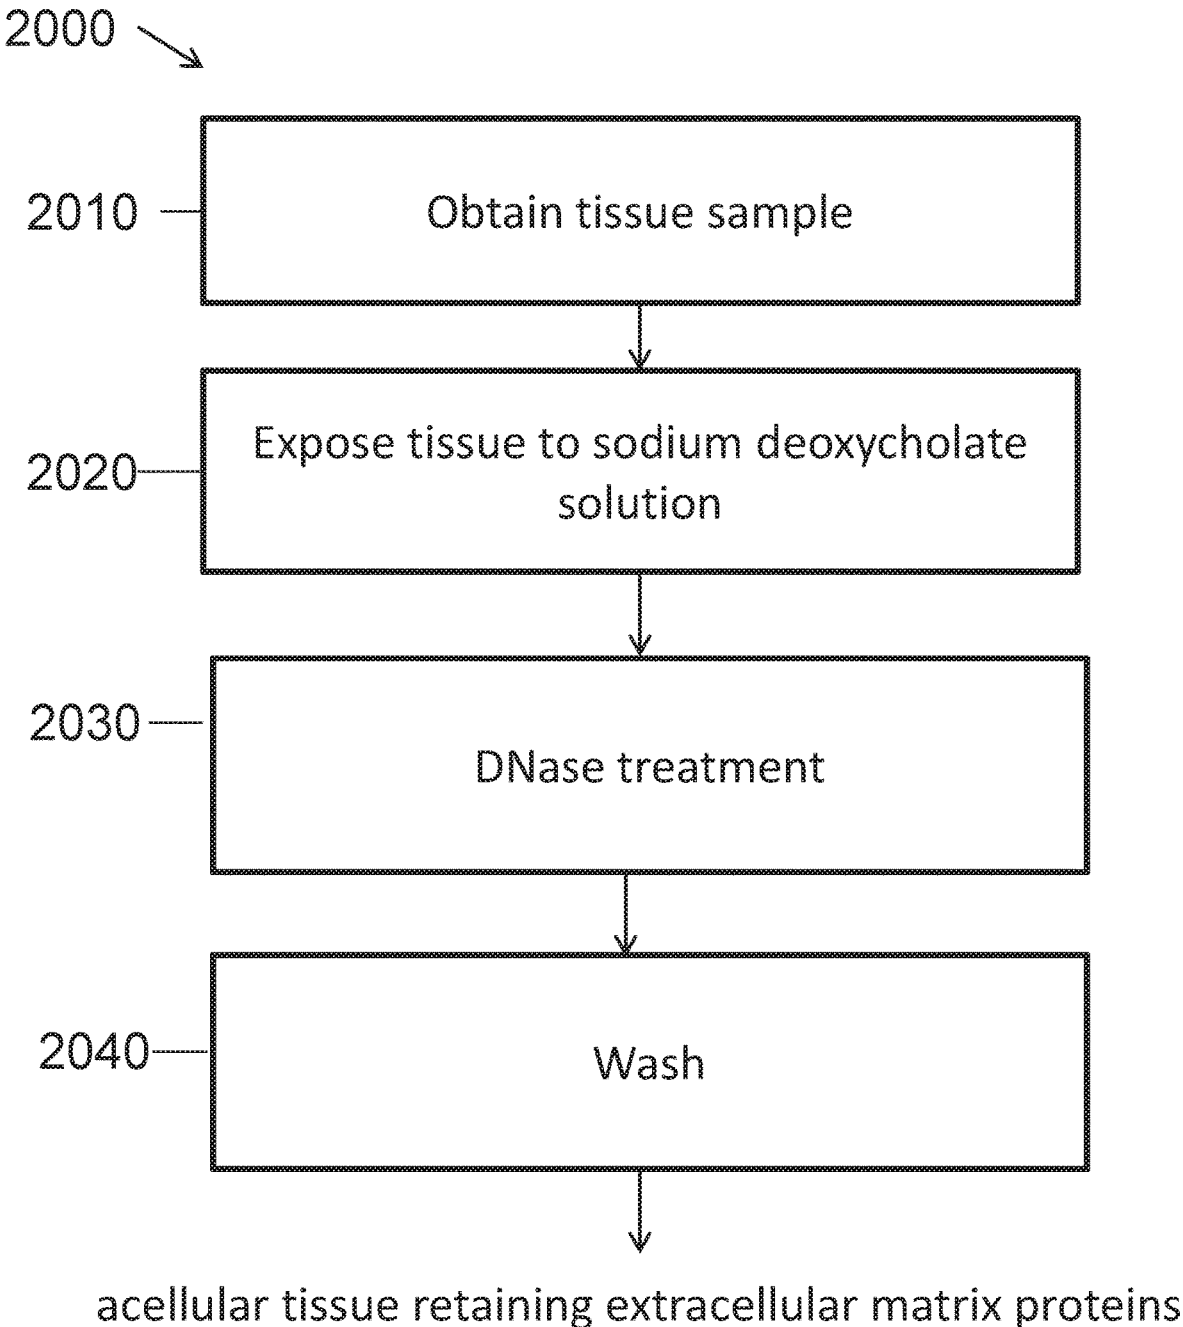 2000
2010
Obtain tissue sample
2020
Expose tissue to sodium deoxycholate
solution
2030
DNase treatment
2040
Wash
acellular tissue retaining extracellular matrix proteins